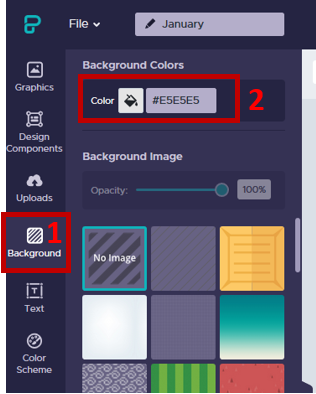 File
January
Graphics
Design
Components
Uploads
1
Background
Text
Color
Scheme
Background Colors
Color
#E5E5E5
2
Background Image
Opacity:
100%
No Image